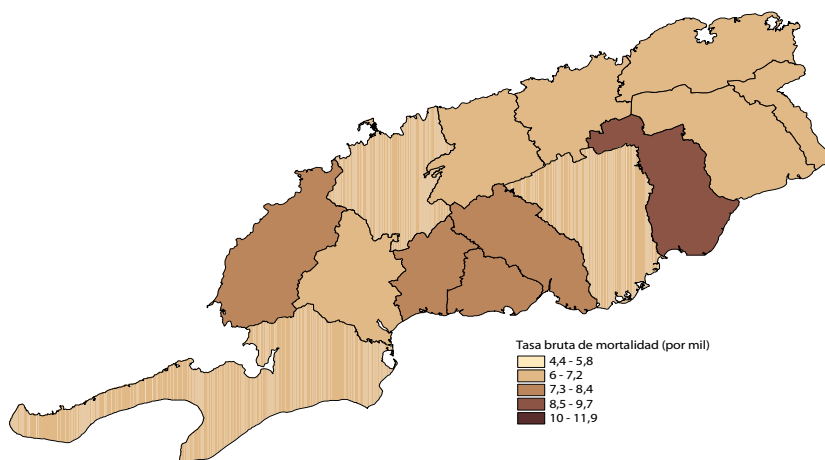 Tasa bruta de mortalidad (por mil)
4,4 - 5,8
6 - 7,2
7,3 - 8,4
8,5 - 9,7
10 - 11,9